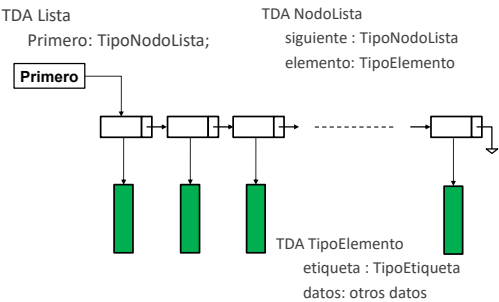 TDA Lista
Primero: TipoNodoLista;
TDA NodoLista
siguiente : TipoNodoLista
elemento: TipoElemento
Primero
TDA TipoElemento
etiqueta : TipoEtiqueta
datos: otros datos